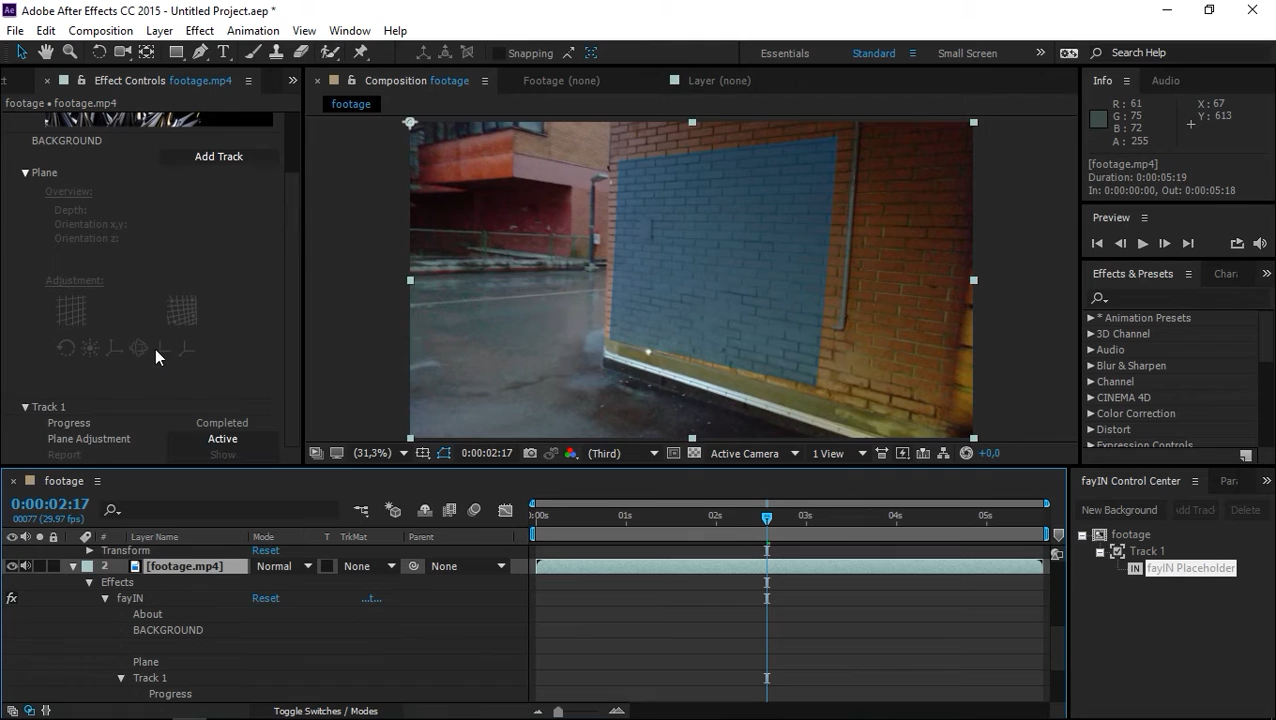 Ae Adobe After Effects CC 2015 - Untitled Project.aep *
File Edit Composition Layer Effect Animation View Window Help
Snapping Essentials Standard Small Screen Search Help
Effect Controls footage.mp4 Composition footage Footage (none) Layer (none) Info Audio
footage • footage.mp4 footage
R: 61 X: 67
G: 75 Y: 613
B: 72
A: 255
[footage.mp4]
Duration: 0:00:05:19
In: 0:00:00:00, Out: 0:00:05:18
BACKGROUND
Add Track
Plane
Overview:
Depth:
Orientation x,y:
Orientation z:
Adjustment:
Track 1
Progress Completed
Plane Adjustment Active
Report Show
Preview
Effects & Presets Chara
* Animation Presets
3D Channel
Audio
Blur & Sharpen
Channel
CINEMA 4D
Color Correction
Distort
Expression Controls
(31,3%) 0:00:02:17 (Third) Active Camera 1 View +0,0
footage
0:00:02:17
00077 (29.97 fps)
:00s 01s 02s 03s 04s 05s
# Layer Name Mode T TrkMat Parent
Transform Reset
2 [footage.mp4] Normal None None
Effects
fx fayIN Reset ...t...
About
BACKGROUND
Plane
Track 1
Progress
Toggle Switches / Modes
fayIN Control Center Para
New Background Add Track Delete
footage
Track 1
IN fayIN Placeholder